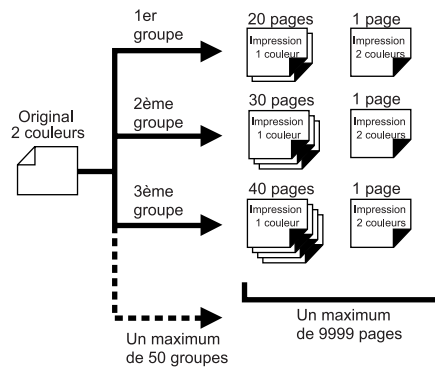 1er
groupe
20 pages
1 page
Impression
1 couleur
Impression
2 couleurs
Original
2 couleurs
2ème
groupe
30 pages
1 page
Impression
1 couleur
Impression
2 couleurs
3ème
groupe
40 pages
1 page
Impression
1 couleur
Impression
2 couleurs
Un maximum
de 50 groupes
Un maximum
de 9999 pages